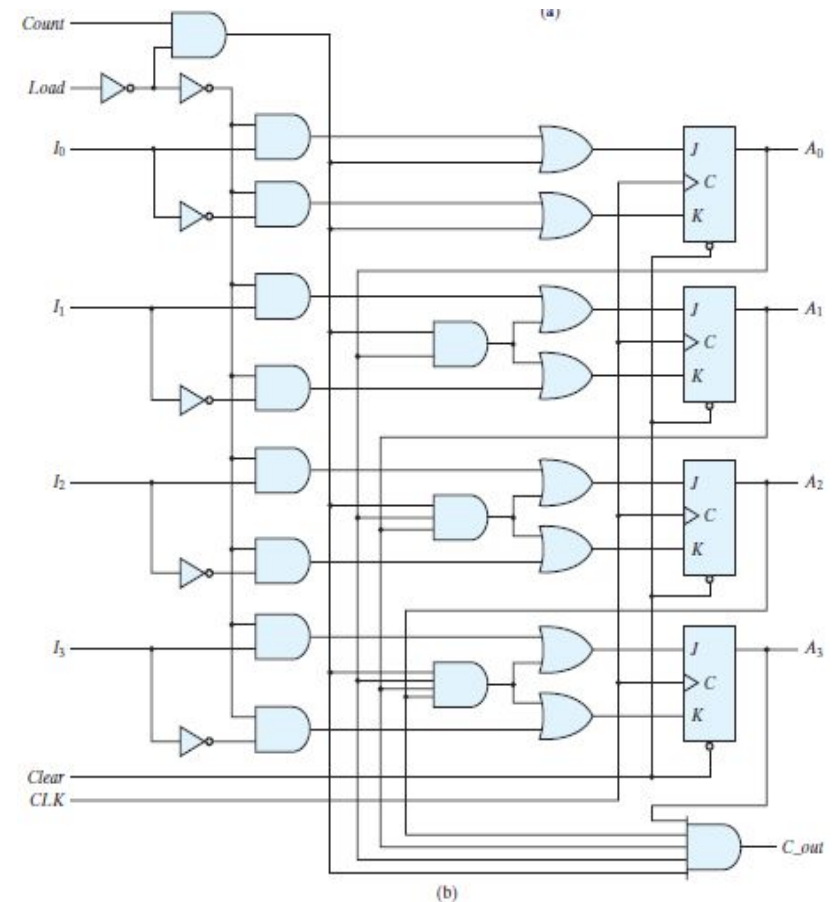 (a)
Count
Load
I₀
J
A₀
C
K
I₁
J
A₁
C
K
I₂
J
A₂
C
K
I₃
J
A₃
C
K
Clear
CLK
C_out
(b)